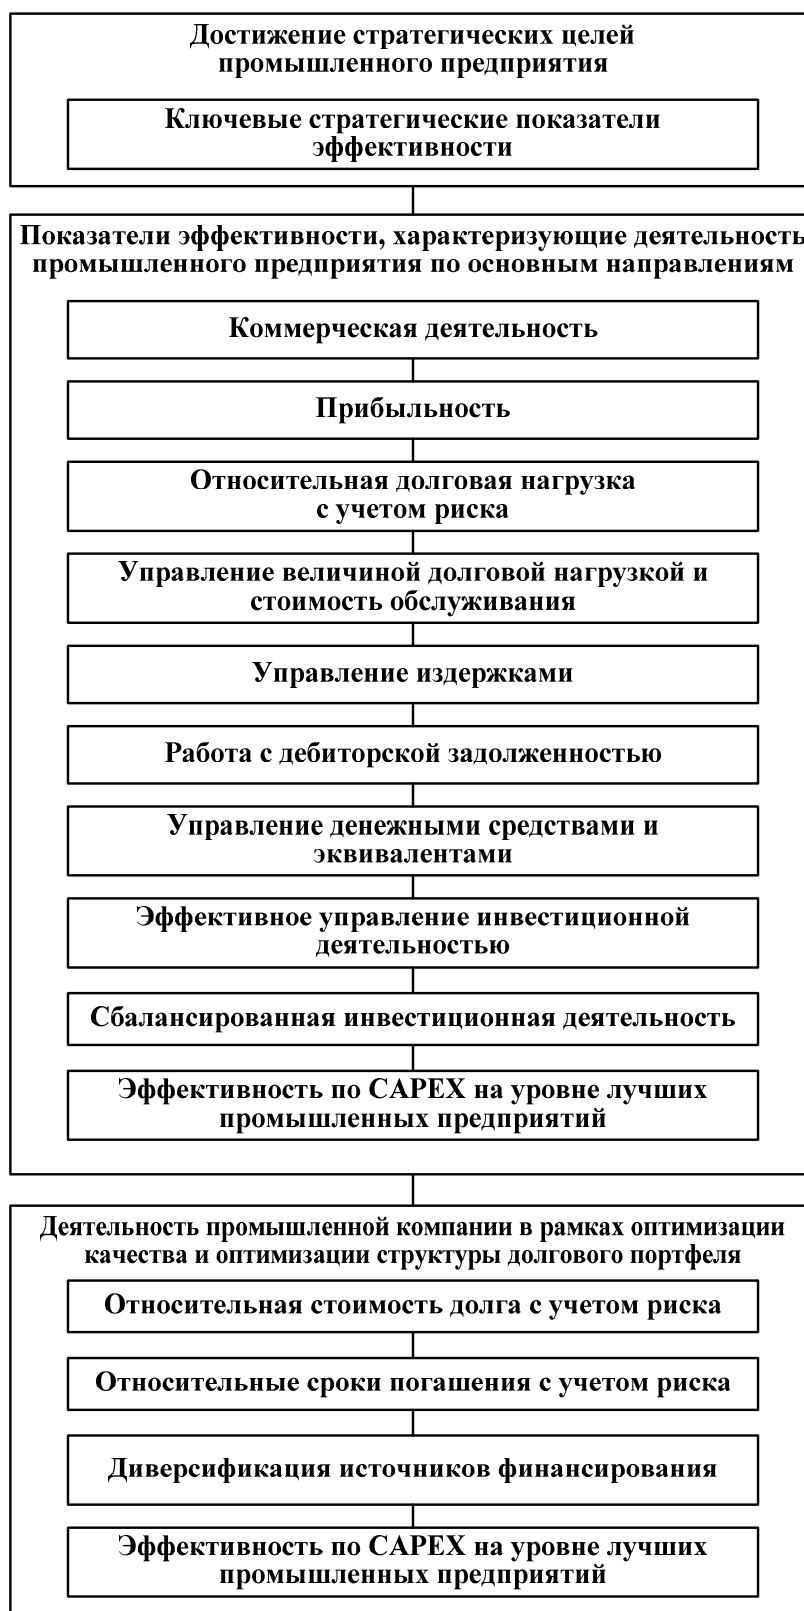 Достижение стратегических целей
промышленного предприятия
Ключевые стратегические показатели
эффективности
Показатели эффективности, характеризующие деятельность
промышленного предприятия по основным направлениям
Коммерческая деятельность
Прибыльность
Относительная долговая нагрузка
с учетом риска
Управление величиной долговой нагрузкой и
стоимость обслуживания
Управление издержками
Работа с дебиторской задолженностью
Управление денежными средствами и
эквивалентами
Эффективное управление инвестиционной
деятельностью
Сбалансированная инвестиционная деятельность
Эффективность по CAPEX на уровне лучших
промышленных предприятий
Деятельность промышленной компании в рамках оптимизации
качества и оптимизации структуры долгового портфеля
Относительная стоимость долга с учетом риска
Относительные сроки погашения с учетом риска
Диверсификация источников финансирования
Эффективность по CAPEX на уровне лучших
промышленных предприятий